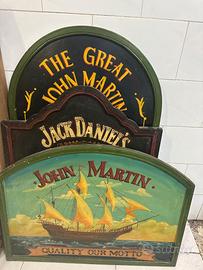 THE GREAT
JOHN MARTIN
JACK DANIEL'S
JOHN MARTIN
QUALITY OUR MOTTO